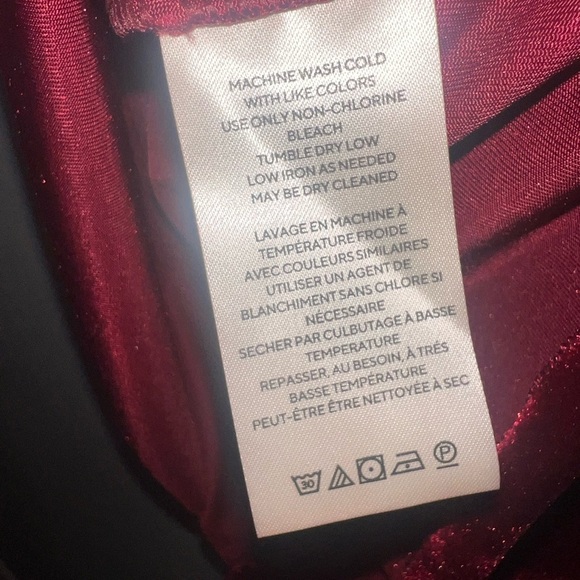 MACHINE WASH COLD
WITH LIKE COLORS
USE ONLY NON-CHLORINE
BLEACH
TUMBLE DRY LOW
LOW IRON AS NEEDED
MAY BE DRY CLEANED
LAVAGE EN MACHINE À
TEMPÉRATURE FROIDE
AVEC COULEURS SIMILAIRES
UTILISER UN AGENT DE
BLANCHIMENT SANS CHLORE SI
NÉCESSAIRE
SECHER PAR CULBUTAGE À BASSE
TEMPERATURE
REPASSER, AU BESOIN, À TRÉS
BASSE TEMPÉRATURE
PEUT-ÊTRE ÊTRE NETTOYÉE À SEC
30 P